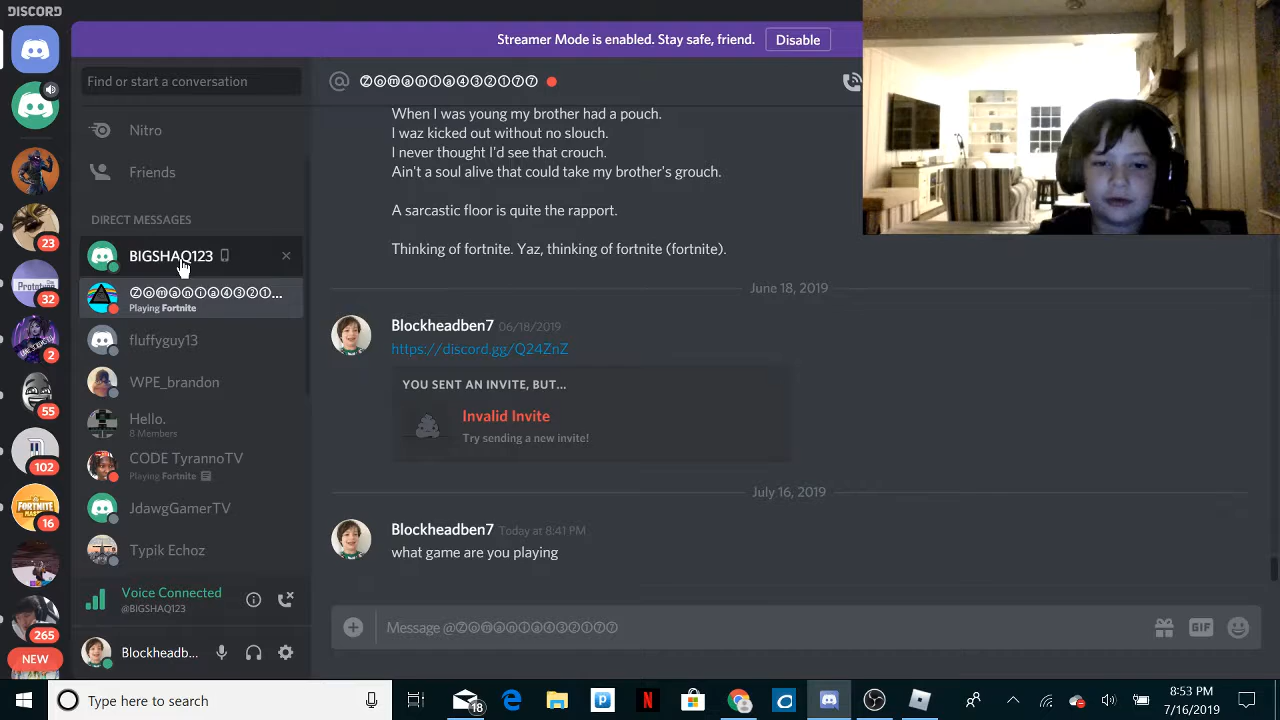 DISCORD
Streamer Mode is enabled. Stay safe, friend.
Disable
Find or start a conversation
Nitro
Friends
DIRECT MESSAGES
BIGSHAQ123
Ⓩⓞⓜⓐⓝⓘⓐ④③②①...
Playing Fortnite
fluffyguy13
WPE_brandon
Hello.
8 Members
CODE TyrannoTV
Playing Fortnite
JdawgGamerTV
Typik Echoz
Voice Connected
@BIGSHAQ123
Blockheadb...
23
32
2
55
102
16
265
NEW
Ⓩⓞⓜⓐⓝⓘⓐ④③②①⑦⑦
When I was young my brother had a pouch.
I waz kicked out without no slouch.
I never thought I'd see that crouch.
Ain't a soul alive that could take my brother's grouch.
A sarcastic floor is quite the rapport.
Thinking of fortnite. Yaz, thinking of fortnite (fortnite).
June 18, 2019
Blockheadben7 06/18/2019
https://discord.gg/Q24ZnZ
YOU SENT AN INVITE, BUT...
Invalid Invite
Try sending a new invite!
July 16, 2019
Blockheadben7 Today at 8:41 PM
what game are you playing
Message @Ⓩⓞⓜⓐⓝⓘⓐ④③②①⑦⑦
GIF
Type here to search
18
8:53 PM
7/16/2019